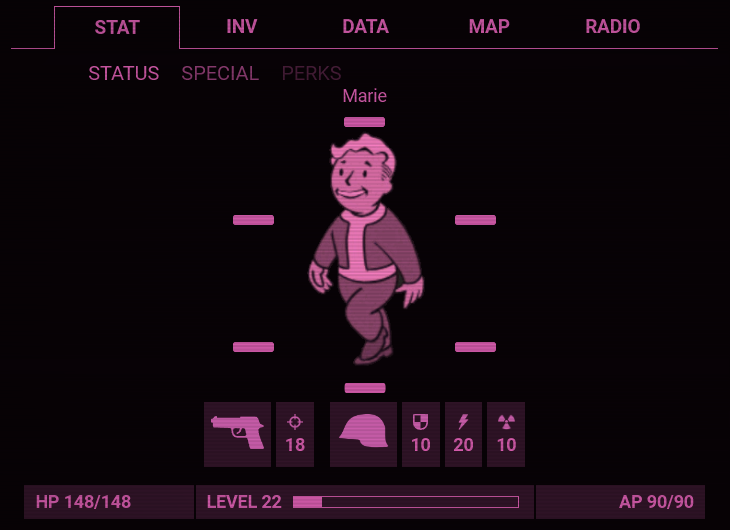 STAT INV DATA MAP RADIO
STATUS SPECIAL PERKS
Marie
18 10 20 10
HP 148/148 LEVEL 22 AP 90/90